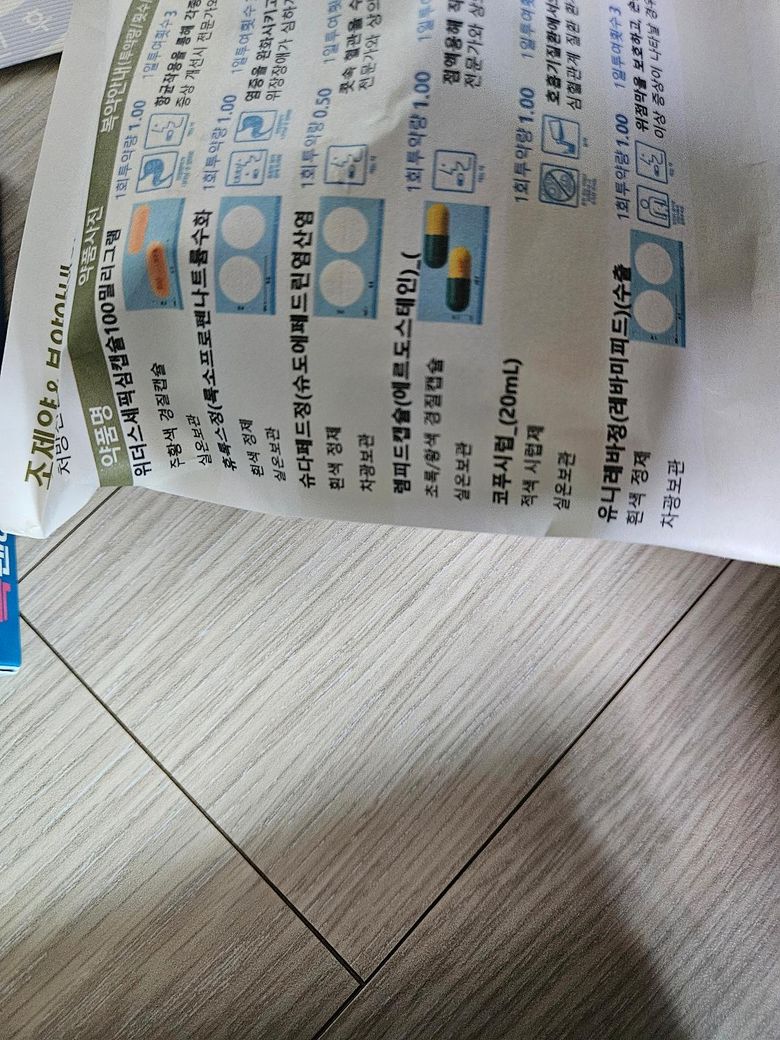 조제약
약품명 약품사진 복약안내(투약량/횟수/
위더스세픽심캡슐100밀리그램
주황색 경질캡슐
실온보관
1회투약량 1.00 1일투여횟수 3
항균작용을 통해 각종
증상 개선시 전문가와
휴록스정(록소프로펜나트륨수화
흰색 정제
실온보관
1회투약량 1.00 1일투여횟수
염증을 완화시키고
위장장애가 심하거
슈다페드정(슈도에페드린염산염
흰색 정제
차광보관
1회투약량 0.50 1일투여횟
콧속 혈관을 수
전문가와 상의
렘피드캡슐(에르도스테인)_(
초록/황색 경질캡슐
실온보관
1회투약량 1.00 1일투여
점액용해 작
전문가와 상
코푸시럽_(20mL)
적색 시럽제
실온보관
1회투약량 1.00 1일투여횟
호흡기질환에서
심혈관계 질환 환
유니레바정(레바미피드)(수출
흰색 정제
차광보관
1회투약량 1.00 1일투여횟수 3
위점막을 보호하고, 손
이상 증상이 나타날 경우